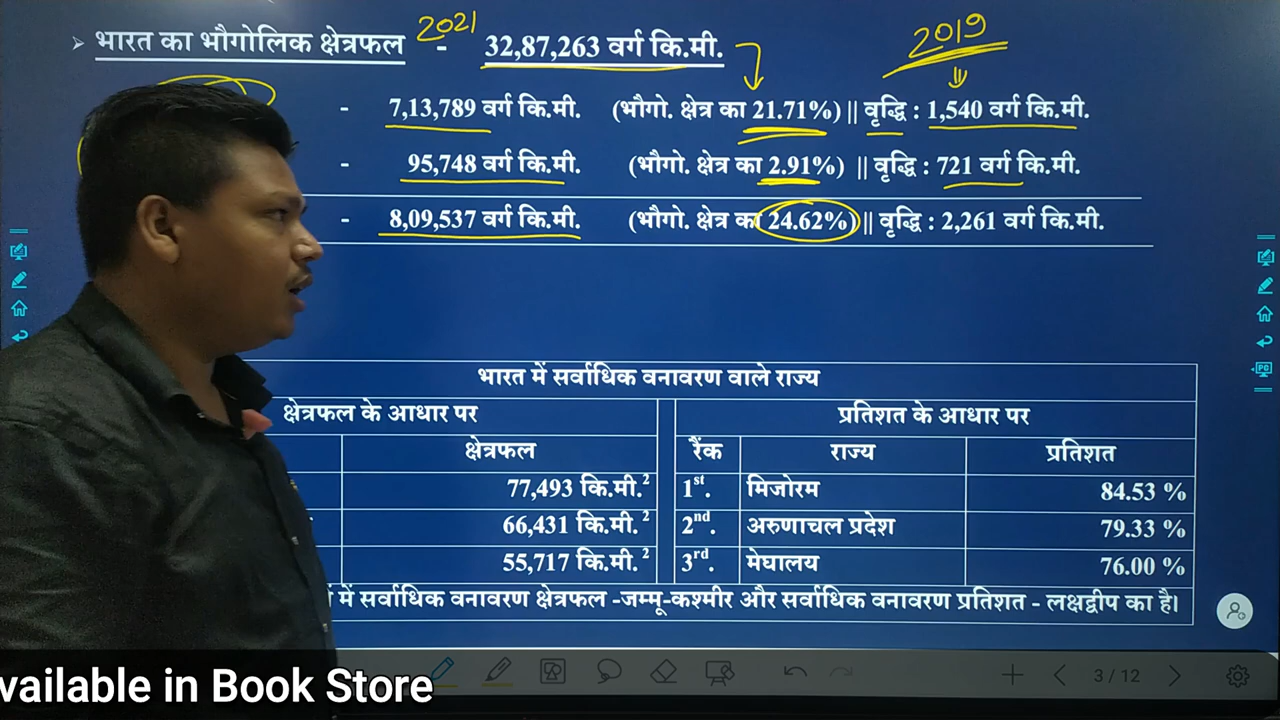 ➢ भारत का भौगोलिक क्षेत्रफल 2021 - 32,87,263 वर्ग कि.मी. 2019
- 7,13,789 वर्ग कि.मी. (भौगो. क्षेत्र का 21.71%) || वृद्धि : 1,540 वर्ग कि.मी.
- 95,748 वर्ग कि.मी. (भौगो. क्षेत्र का 2.91%) || वृद्धि : 721 वर्ग कि.मी.
- 8,09,537 वर्ग कि.मी. (भौगो. क्षेत्र का 24.62%) || वृद्धि : 2,261 वर्ग कि.मी.
भारत में सर्वाधिक वनावरण वाले राज्य
क्षेत्रफल के आधार पर प्रतिशत के आधार पर
क्षेत्रफल रैंक राज्य प्रतिशत
77,493 कि.मी.² 1st. मिजोरम 84.53 %
66,431 कि.मी.² 2nd. अरुणाचल प्रदेश 79.33 %
55,717 कि.मी.² 3rd. मेघालय 76.00 %
में सर्वाधिक वनावरण क्षेत्रफल -जम्मू-कश्मीर और सर्वाधिक वनावरण प्रतिशत - लक्षद्वीप का है।
3 / 12
vailable in Book Store